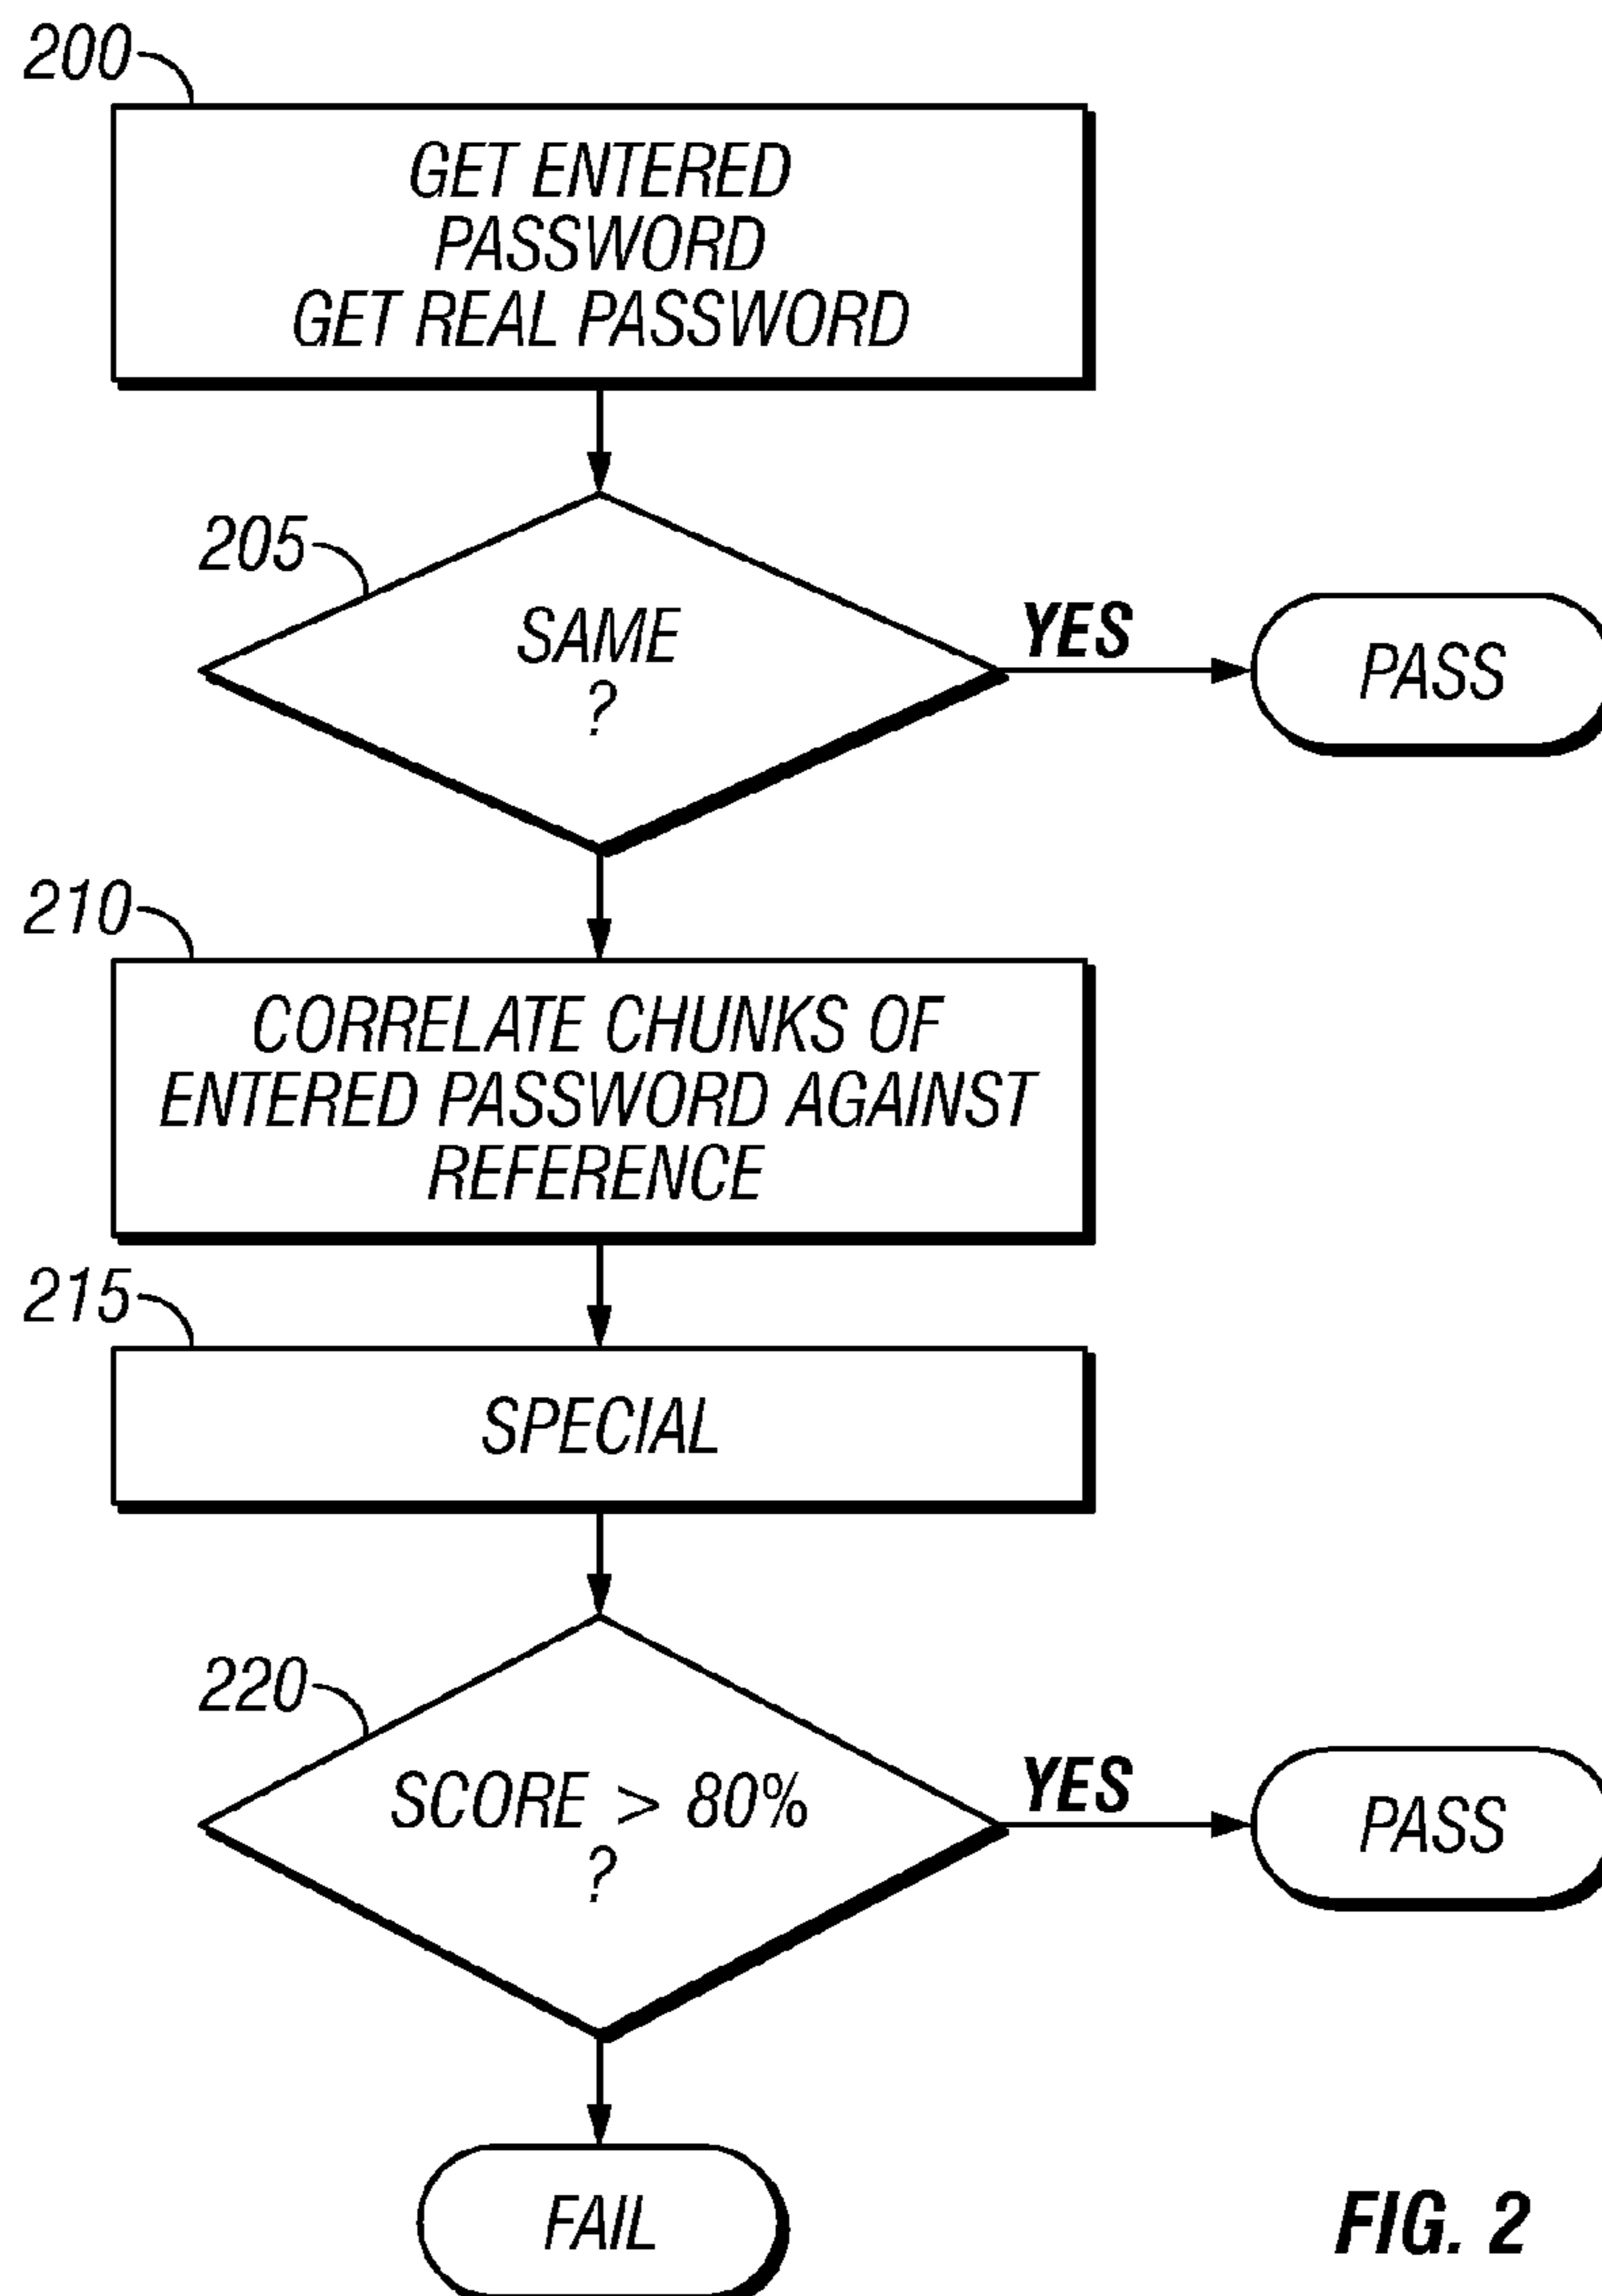 200
GET ENTERED
PASSWORD
GET REAL PASSWORD
205
SAME
?
YES
PASS
210
CORRELATE CHUNKS OF
ENTERED PASSWORD AGAINST
REFERENCE
215
SPECIAL
220
SCORE > 80%
?
YES
PASS
FAIL
FIG. 2